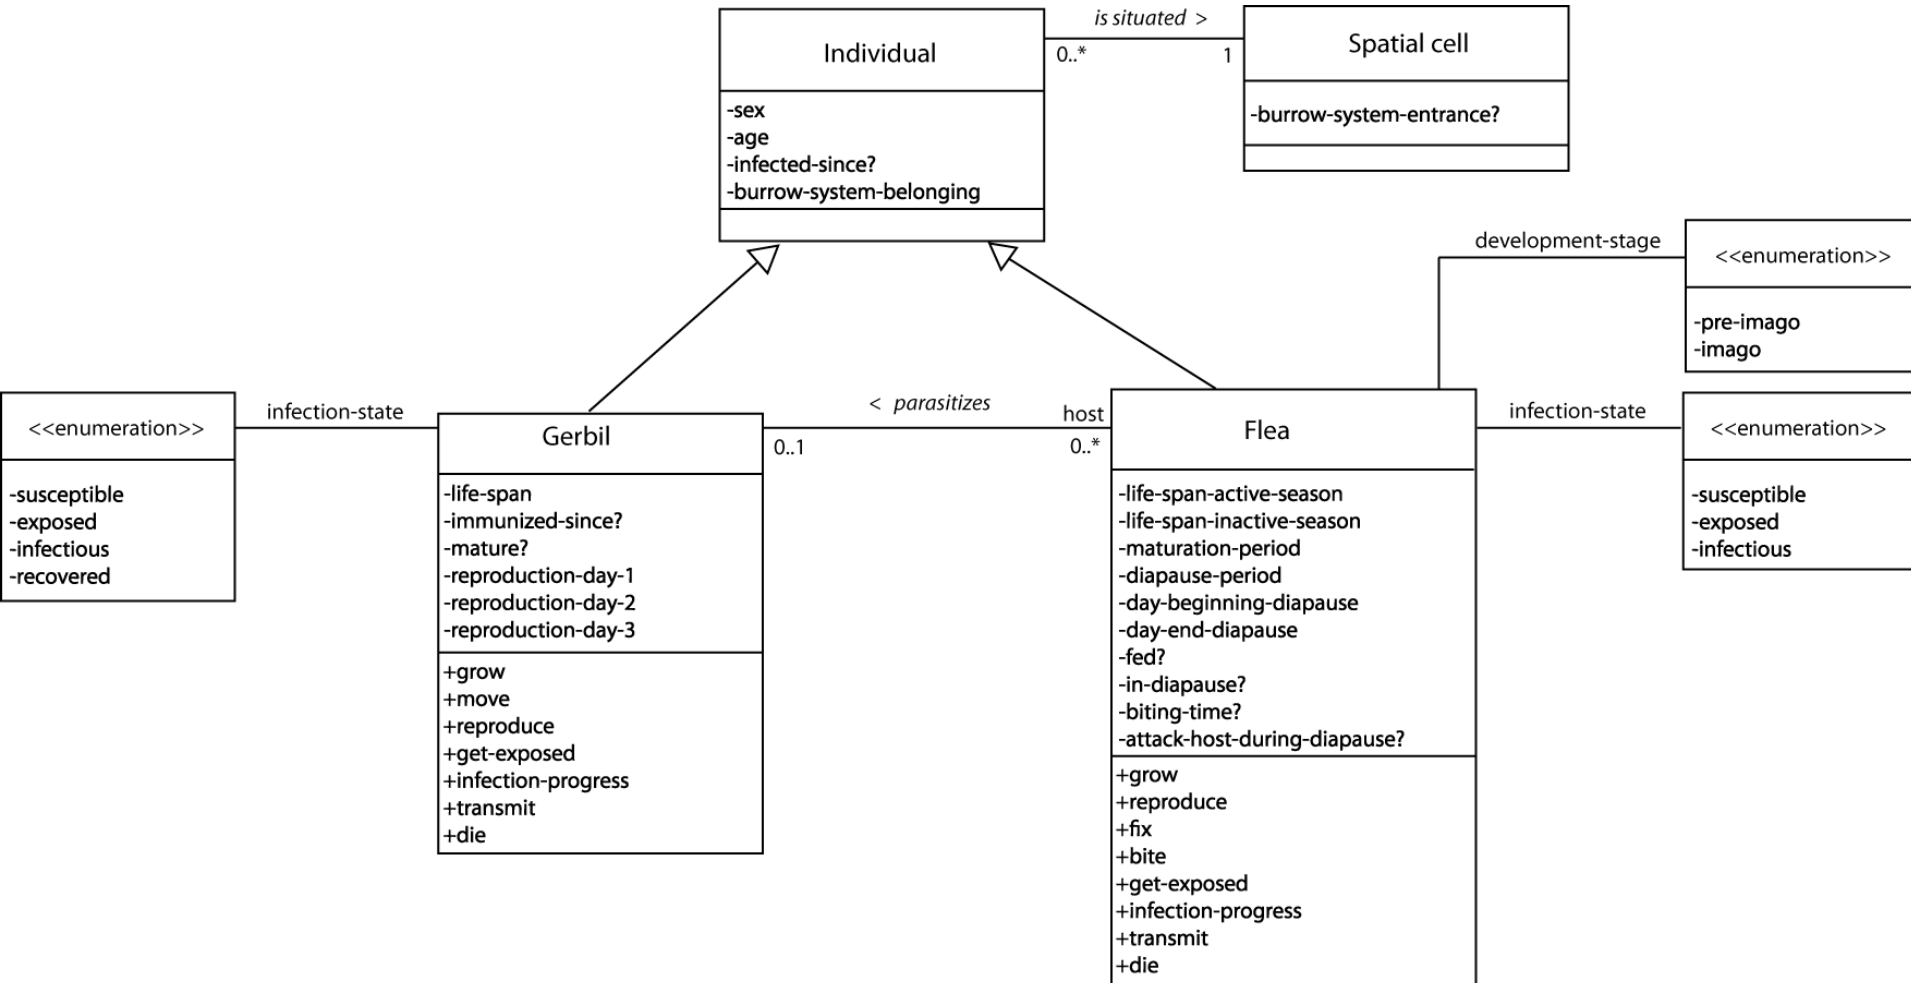 is situated >
Individual
0..*
1
Spatial cell
-sex
-age
-infected-since?
-burrow-system-belonging
-burrow-system-entrance?
development-stage
<<enumeration>>
-pre-imago
-imago
<<enumeration>>
infection-state
-susceptible
-exposed
-infectious
-recovered
Gerbil
< parasitizes
host
0..1
0..*
-life-span
-immunized-since?
-mature?
-reproduction-day-1
-reproduction-day-2
-reproduction-day-3
+grow
+move
+reproduce
+get-exposed
+infection-progress
+transmit
+die
Flea
-life-span-active-season
-life-span-inactive-season
-maturation-period
-diapause-period
-day-beginning-diapause
-day-end-diapause
-fed?
-in-diapause?
-biting-time?
-attack-host-during-diapause?
+grow
+reproduce
+fix
+bite
+get-exposed
+infection-progress
+transmit
+die
infection-state
<<enumeration>>
-susceptible
-exposed
-infectious